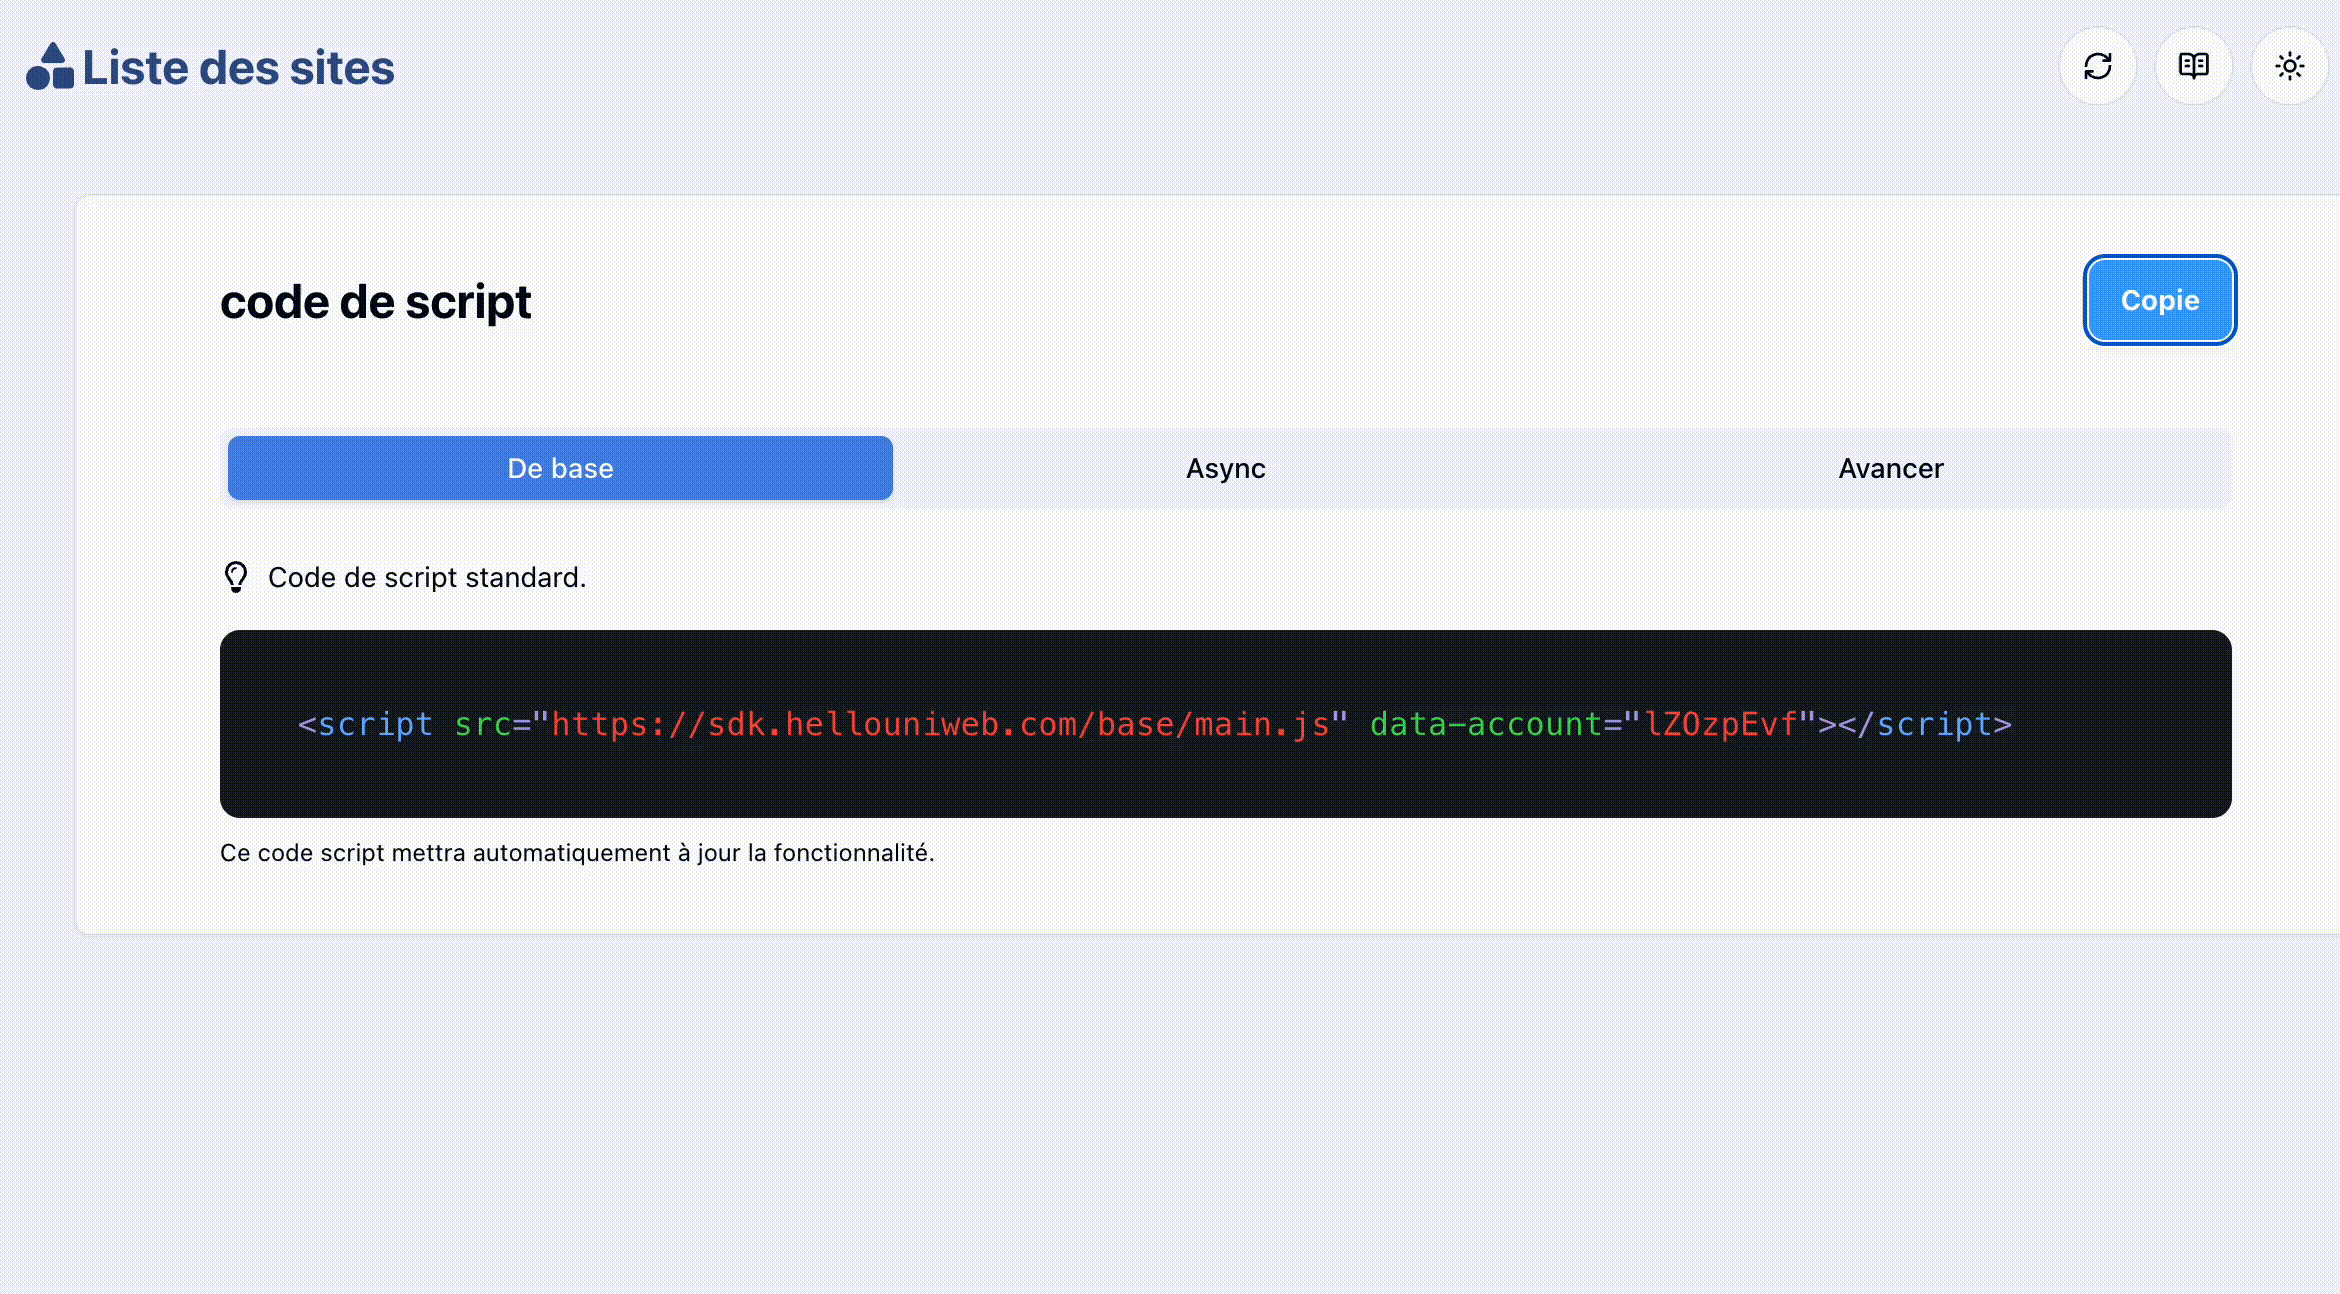 Liste des sites
code de script
Copie
De base
Async
Avancer
Code de script standard.
<script src="https://sdk.hellouniweb.com/base/main.js" data-account="lZOzpEvf"></script>
Ce code script mettra automatiquement à jour la fonctionnalité.